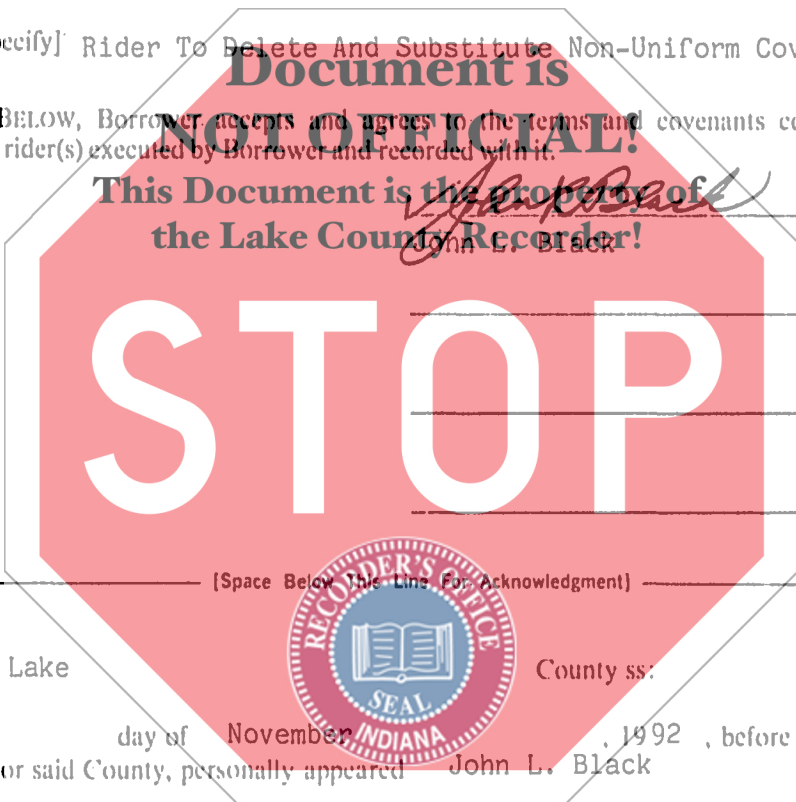 ecify] Rider To Delete And Substitute Non-Uniform Cov
Document is
BELOW, Borrower accepts and agrees to the terms and covenants co
NOT OFFICIAL!
rider(s) executed by Borrower and recorded with it.
This Document is the property of
the Lake County Recorder!
John L. Black
STOP
[Space Below This Line For Acknowledgment]
RECORDER'S OFFICE
SEAL
INDIANA
Lake County ss:
day of November , 1992 , before
or said County, personally appeared John L. Black